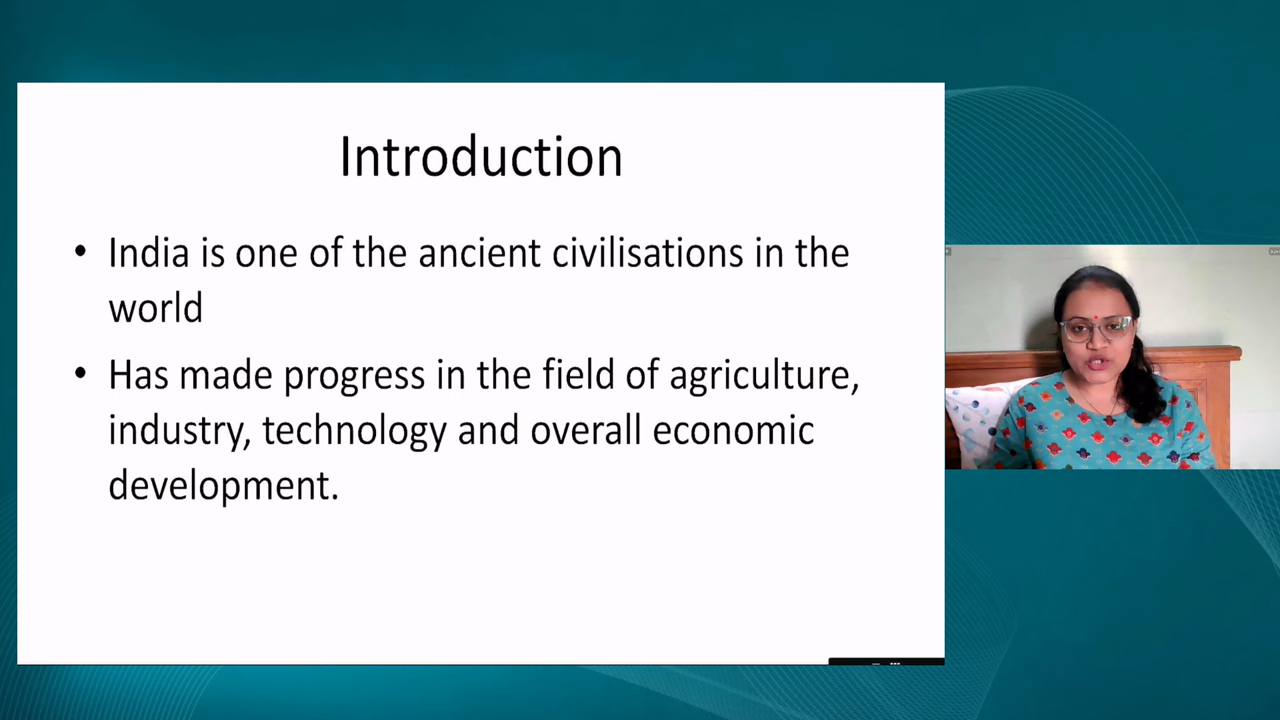 Introduction
• India is one of the ancient civilisations in the
world
• Has made progress in the field of agriculture,
industry, technology and overall economic
development.